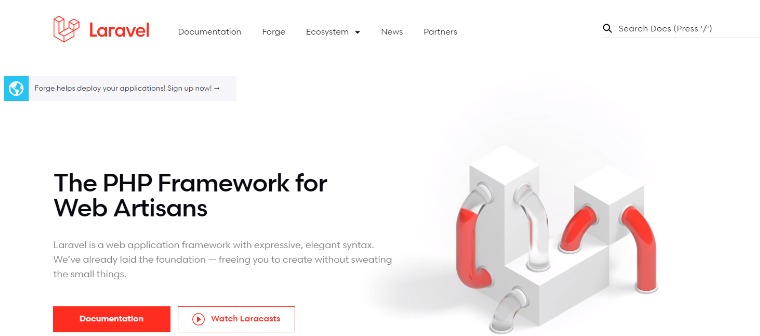 Laravel
Documentation
Forge
Ecosystem
News
Partners
Search Docs (Press '/')
Forge helps deploy your applications! Sign up now! →
The PHP Framework for
Web Artisans
Laravel is a web application framework with expressive, elegant syntax.
We've already laid the foundation — freeing you to create without sweating
the small things.
Documentation
Watch Laracasts